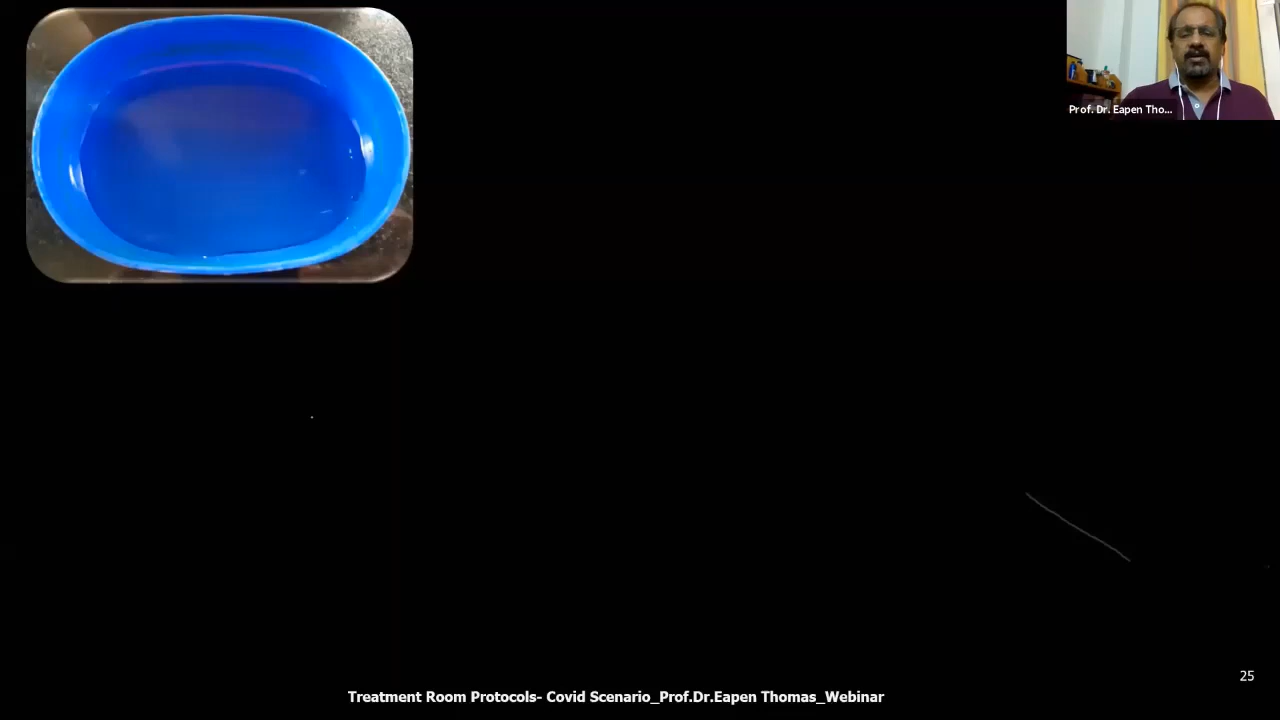 Prof. Dr. Eapen Tho...
25
Treatment Room Protocols- Covid Scenario_Prof.Dr.Eapen Thomas_Webinar